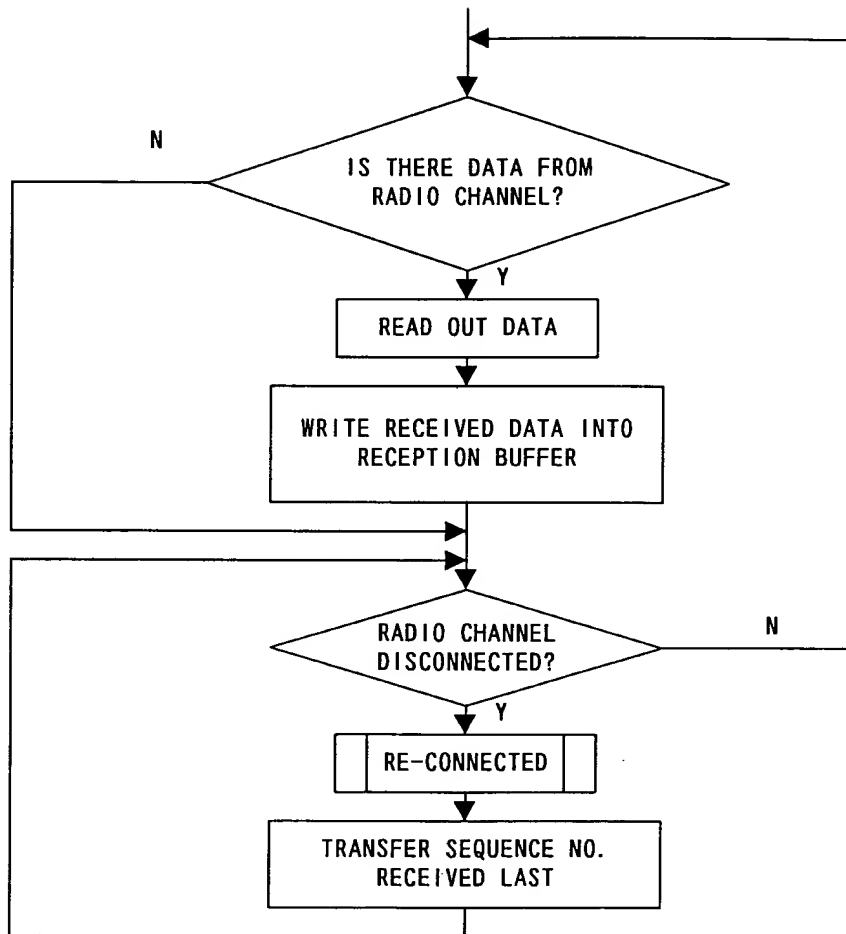 N
IS THERE DATA FROM
RADIO CHANNEL?
Y
READ OUT DATA
WRITE RECEIVED DATA INTO
RECEPTION BUFFER
RADIO CHANNEL
DISCONNECTED?
N
Y
RE-CONNECTED
TRANSFER SEQUENCE NO.
RECEIVED LAST